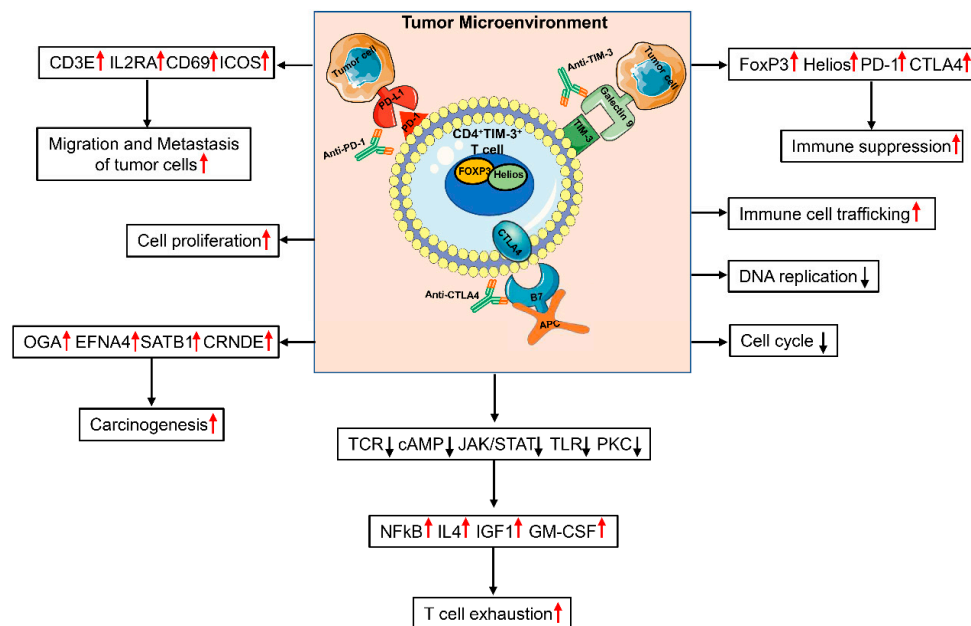 Tumor Microenvironment
CD3E↑ IL2RA↑ CD69↑ ICOS↑
Migration and Metastasis
of tumor cells↑
Cell proliferation↑
OGA↑ EFNA4↑ SATB1↑ CRNDE↑
Carcinogenesis↑
Tumor cell
PD-L1
PD-1
Anti-PD-1
Anti-TIM-3
Tumor
cell
Galectin 9
TIM-3
CD4⁺TIM-3⁺
T cell
FOXP3
Helios
CTLA4
Anti-CTLA4
B7
APC
FoxP3↑ Helios↑ PD-1↑ CTLA4↑
Immune suppression↑
Immune cell trafficking↑
DNA replication↓
Cell cycle↓
TCR↓ cAMP↓ JAK/STAT↓ TLR↓ PKC↓
NFkB↑ IL4↑ IGF1↑ GM-CSF↑
T cell exhaustion↑